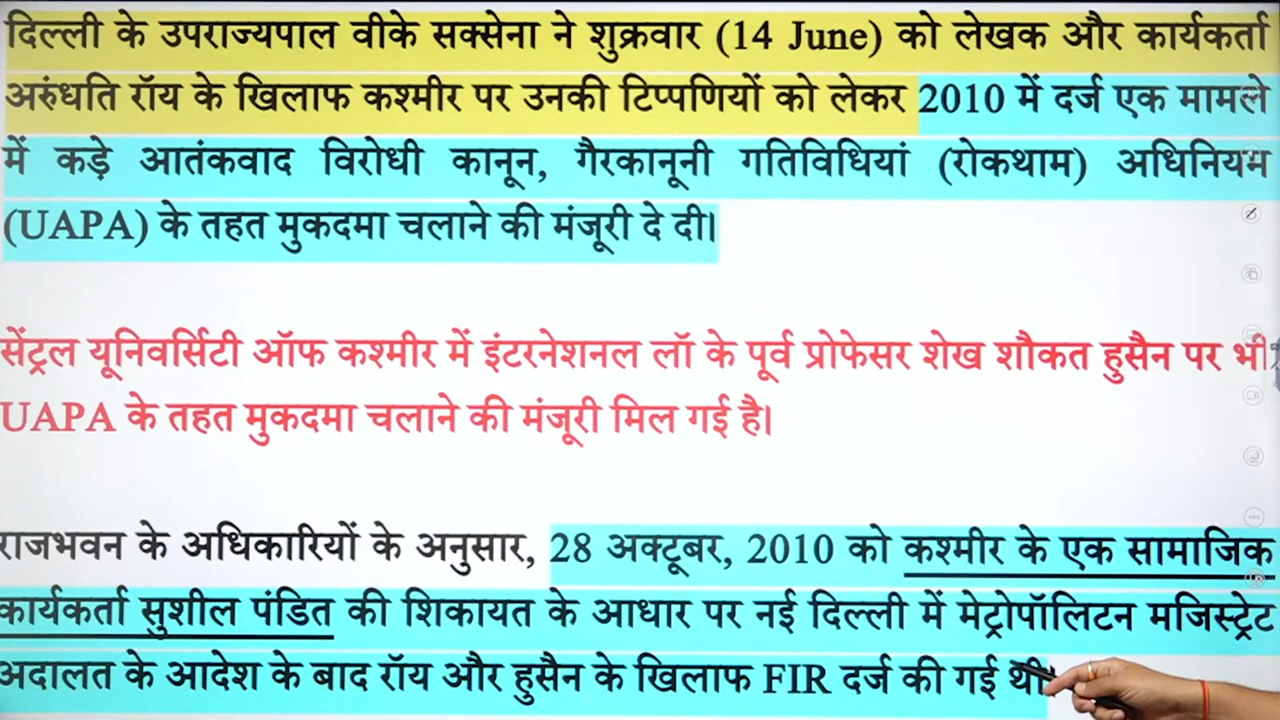 दिल्ली के उपराज्यपाल वीके सक्सेना ने शुक्रवार (14 June) को लेखक और कार्यकर्ता
अरुंधति रॉय के खिलाफ कश्मीर पर उनकी टिप्पणियों को लेकर 2010 में दर्ज एक मामले
में कड़े आतंकवाद विरोधी कानून, गैरकानूनी गतिविधियां (रोकथाम) अधिनियम
(UAPA) के तहत मुकदमा चलाने की मंजूरी दे दी।
सेंट्रल यूनिवर्सिटी ऑफ कश्मीर में इंटरनेशनल लॉ के पूर्व प्रोफेसर शेख शौकत हुसैन पर भी
UAPA के तहत मुकदमा चलाने की मंजूरी मिल गई है।
राजभवन के अधिकारियों के अनुसार, 28 अक्टूबर, 2010 को कश्मीर के एक सामाजिक
कार्यकर्ता सुशील पंडित की शिकायत के आधार पर नई दिल्ली में मेट्रोपॉलिटन मजिस्ट्रेट
अदालत के आदेश के बाद रॉय और हुसैन के खिलाफ FIR दर्ज की गई थी